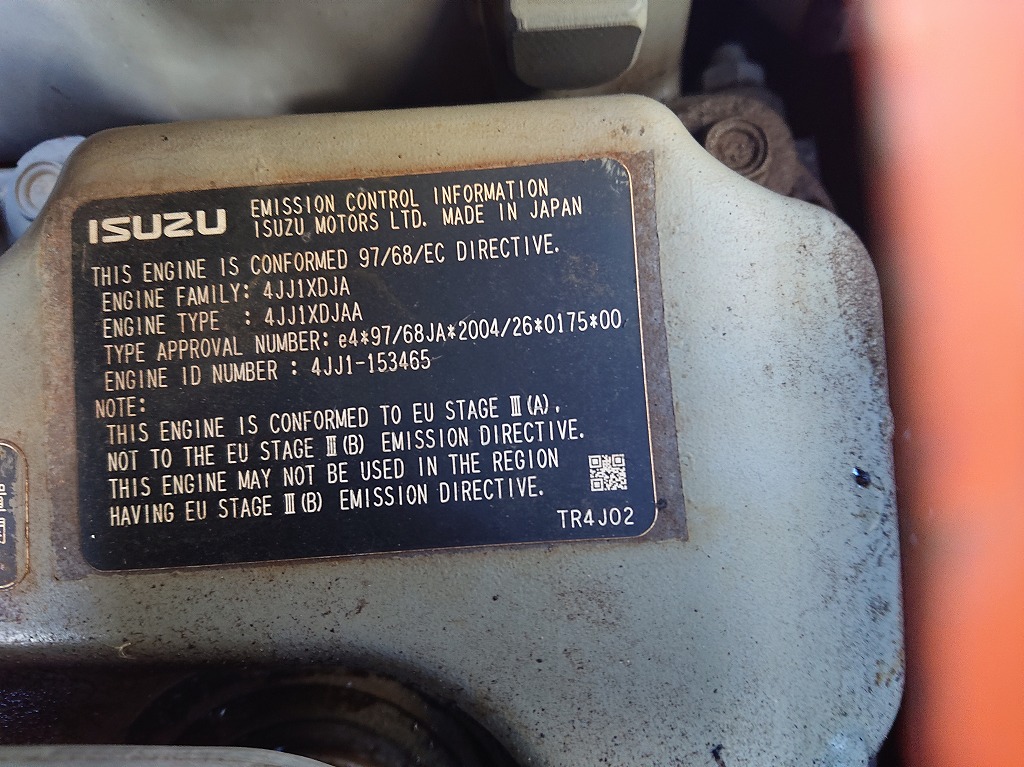 ISUZU EMISSION CONTROL INFORMATION
ISUZU MOTORS LTD. MADE IN JAPAN
THIS ENGINE IS CONFORMED 97/68/EC DIRECTIVE.
ENGINE FAMILY: 4JJ1XDJA
ENGINE TYPE : 4JJ1XDJAA
TYPE APPROVAL NUMBER: e4*97/68JA*2004/26*0175*00
ENGINE ID NUMBER : 4JJ1-153465
NOTE:
THIS ENGINE IS CONFORMED TO EU STAGE Ⅲ(A),
NOT TO THE EU STAGE Ⅲ(B) EMISSION DIRECTIVE.
THIS ENGINE MAY NOT BE USED IN THE REGION
HAVING EU STAGE Ⅲ(B) EMISSION DIRECTIVE.
TR4J02